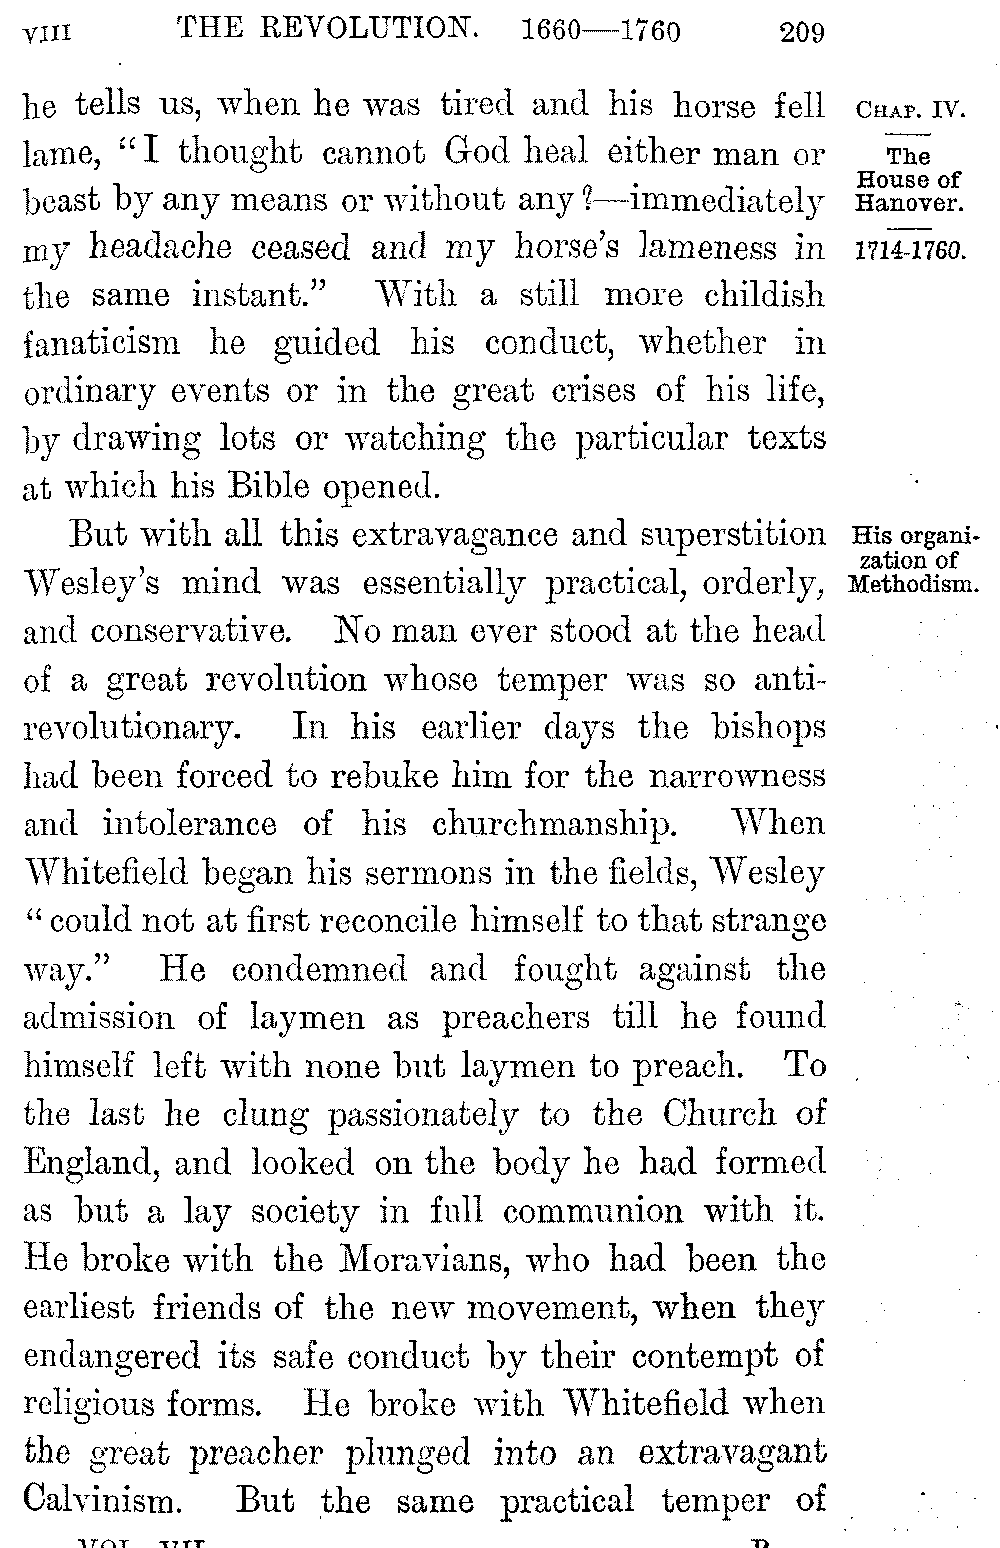 VIII THE REVOLUTION. 1660—1760 209
he tells us, when he was tired and his horse fell
lame, “I thought cannot God heal either man or
beast by any means or without any?—immediately
my headache ceased and my horse’s lameness in
the same instant.” With a still more childish
fanaticism he guided his conduct, whether in
ordinary events or in the great crises of his life,
by drawing lots or watching the particular texts
at which his Bible opened.
But with all this extravagance and superstition
Wesley’s mind was essentially practical, orderly,
and conservative. No man ever stood at the head
of a great revolution whose temper was so anti-
revolutionary. In his earlier days the bishops
had been forced to rebuke him for the narrowness
and intolerance of his churchmanship. When
Whitefield began his sermons in the fields, Wesley
“could not at first reconcile himself to that strange
way.” He condemned and fought against the
admission of laymen as preachers till he found
himself left with none but laymen to preach. To
the last he clung passionately to the Church of
England, and looked on the body he had formed
as but a lay society in full communion with it.
He broke with the Moravians, who had been the
earliest friends of the new movement, when they
endangered its safe conduct by their contempt of
religious forms. He broke with Whitefield when
the great preacher plunged into an extravagant
Calvinism. But the same practical temper of
VOL. VII
CHAP. IV.
The
House of
Hanover.
1714-1760.
His organi-
zation of
Methodism.